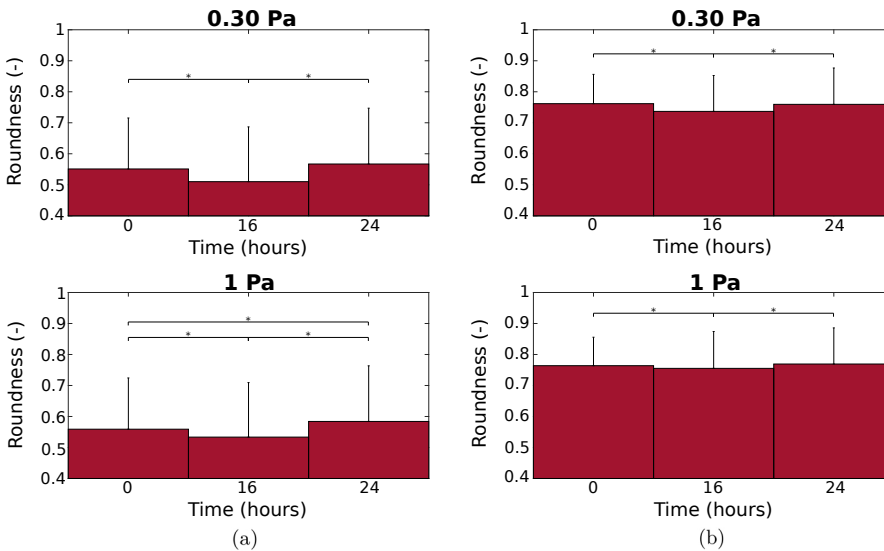 0.30 Pa
1
0.9
0.8
0.7
0.6
0.5
0.4
Roundness (-)
* *
0 16 24
Time (hours)
0.30 Pa
1
0.9
0.8
0.7
0.6
0.5
0.4
Roundness (-)
* *
0 16 24
Time (hours)
1 Pa
1
0.9
0.8
0.7
0.6
0.5
0.4
Roundness (-)
*
* *
0 16 24
Time (hours)
(a)
1 Pa
1
0.9
0.8
0.7
0.6
0.5
0.4
Roundness (-)
* *
0 16 24
Time (hours)
(b)